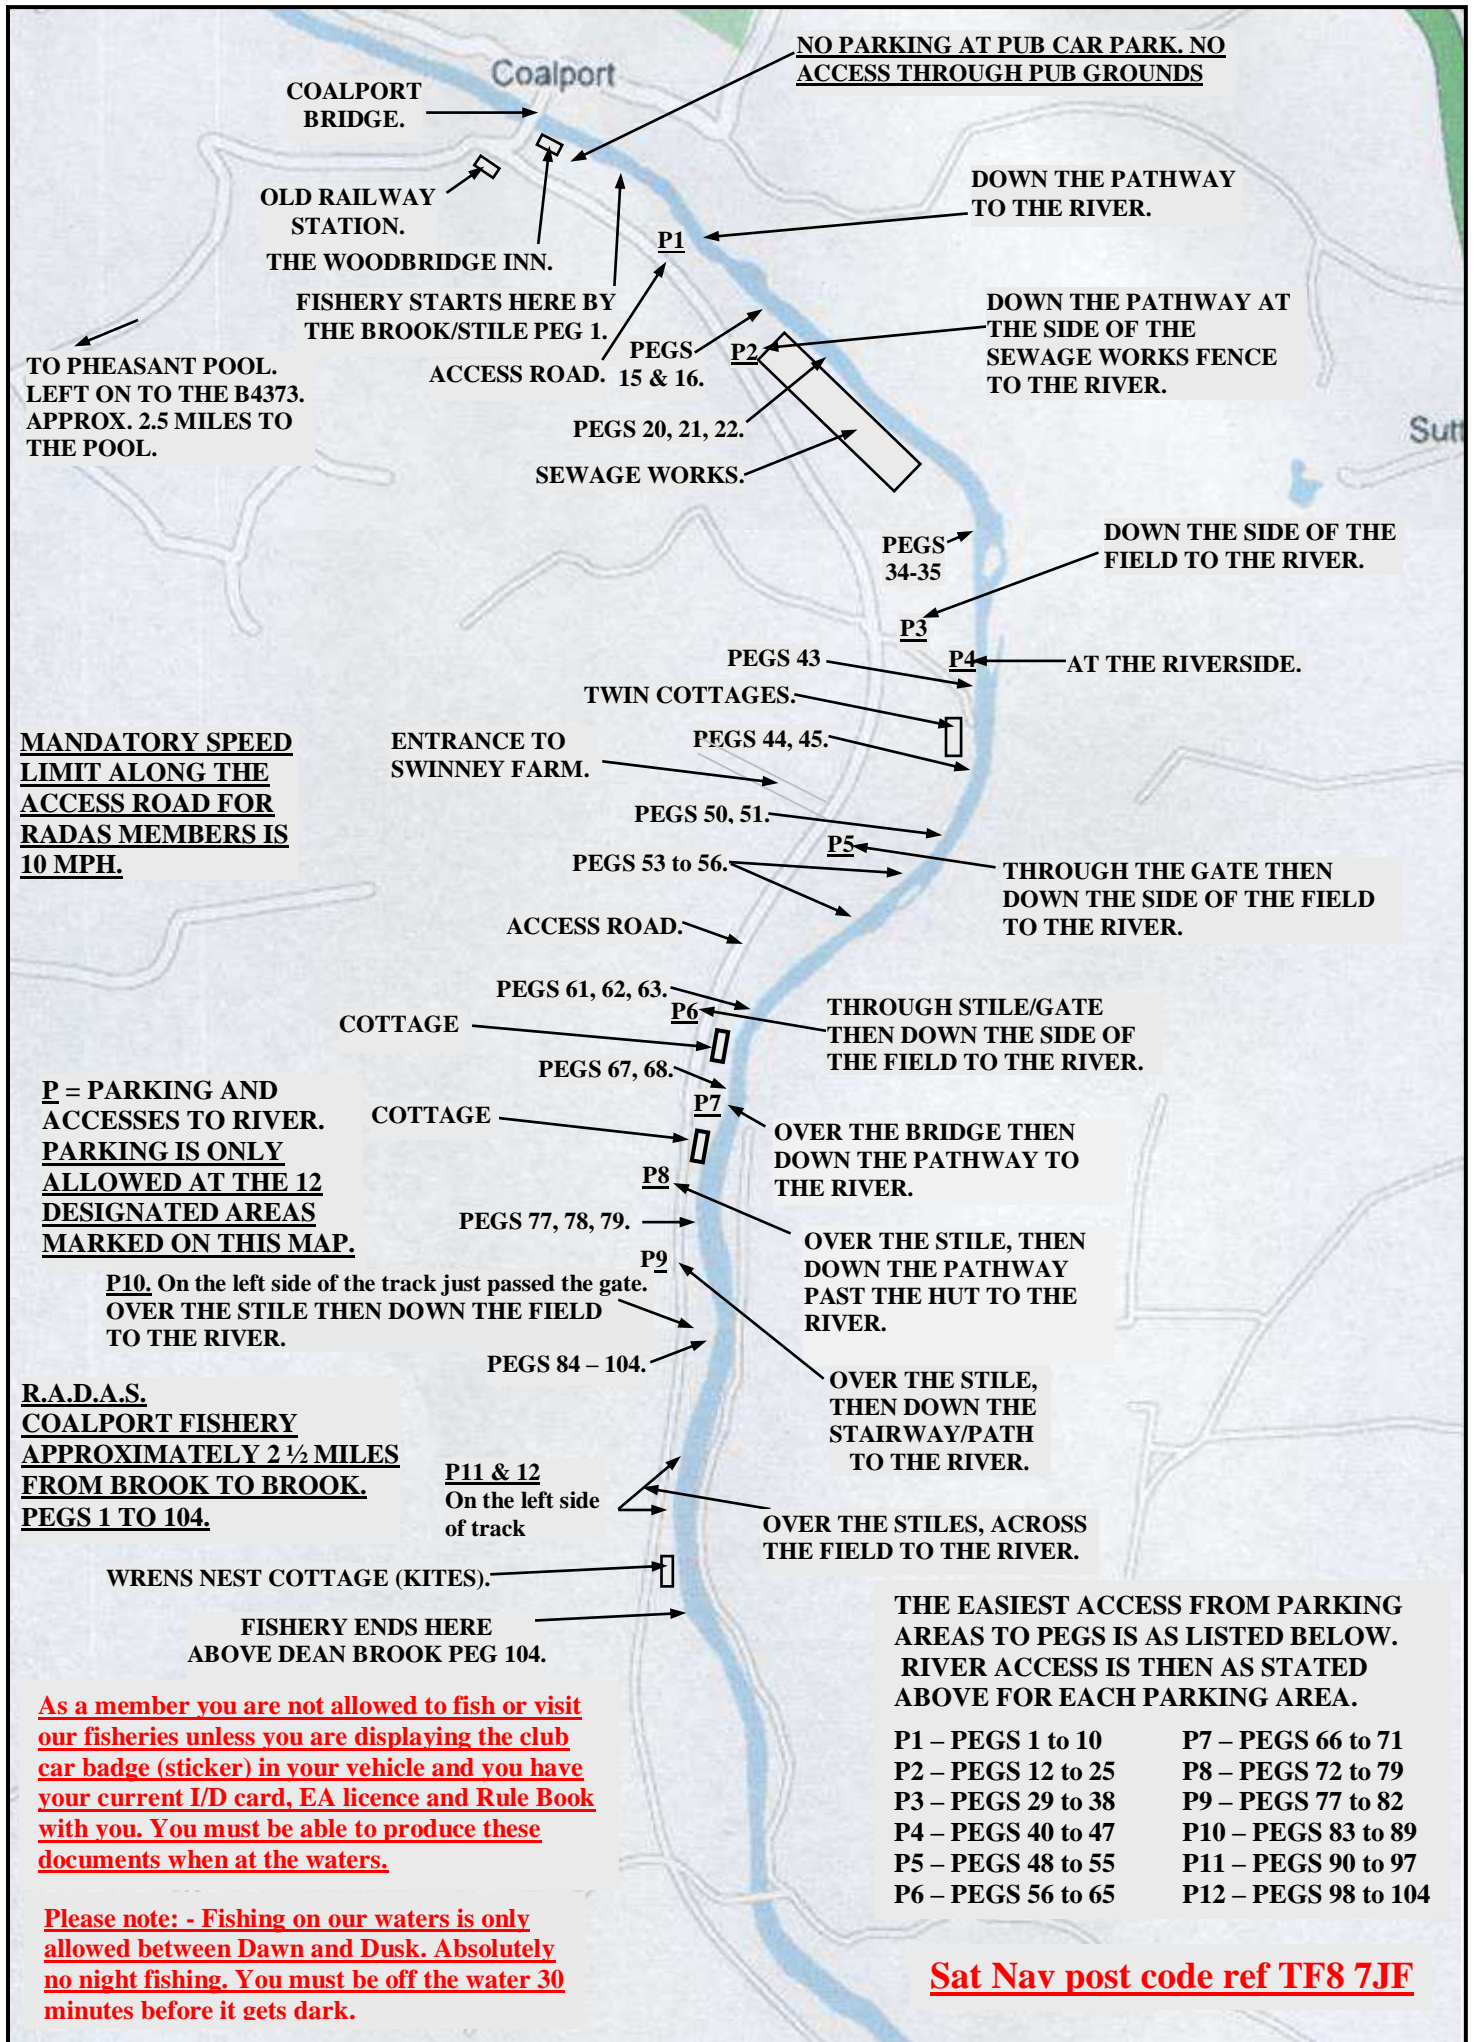 NO PARKING AT PUB CAR PARK. NO
ACCESS THROUGH PUB GROUNDS
Coalport
COALPORT
BRIDGE.
OLD RAILWAY
STATION.
THE WOODBRIDGE INN.
DOWN THE PATHWAY
TO THE RIVER.
P1
FISHERY STARTS HERE BY
THE BROOK/STILE PEG 1.
ACCESS ROAD.
PEGS
15 & 16.
P2
DOWN THE PATHWAY AT
THE SIDE OF THE
SEWAGE WORKS FENCE
TO THE RIVER.
TO PHEASANT POOL.
LEFT ON TO THE B4373.
APPROX. 2.5 MILES TO
THE POOL.
PEGS 20, 21, 22.
SEWAGE WORKS.
Sutt
PEGS
34-35
DOWN THE SIDE OF THE
FIELD TO THE RIVER.
P3
PEGS 43
P4
AT THE RIVERSIDE.
TWIN COTTAGES.
PEGS 44, 45.
MANDATORY SPEED
LIMIT ALONG THE
ACCESS ROAD FOR
RADAS MEMBERS IS
10 MPH.
ENTRANCE TO
SWINNEY FARM.
PEGS 50, 51.
P5
PEGS 53 to 56.
THROUGH THE GATE THEN
DOWN THE SIDE OF THE FIELD
TO THE RIVER.
ACCESS ROAD.
PEGS 61, 62, 63.
P6
THROUGH STILE/GATE
THEN DOWN THE SIDE OF
THE FIELD TO THE RIVER.
COTTAGE
PEGS 67, 68.
P7
P = PARKING AND
ACCESSES TO RIVER.
PARKING IS ONLY
ALLOWED AT THE 12
DESIGNATED AREAS
MARKED ON THIS MAP.
COTTAGE
OVER THE BRIDGE THEN
DOWN THE PATHWAY TO
THE RIVER.
P8
PEGS 77, 78, 79.
OVER THE STILE, THEN
DOWN THE PATHWAY
PAST THE HUT TO THE
RIVER.
P9
P10. On the left side of the track just passed the gate.
OVER THE STILE THEN DOWN THE FIELD
TO THE RIVER.
PEGS 84 – 104.
OVER THE STILE,
THEN DOWN THE
STAIRWAY/PATH
TO THE RIVER.
R.A.D.A.S.
COALPORT FISHERY
APPROXIMATELY 2 ½ MILES
FROM BROOK TO BROOK.
PEGS 1 TO 104.
P11 & 12
On the left side
of track
OVER THE STILES, ACROSS
THE FIELD TO THE RIVER.
WRENS NEST COTTAGE (KITES).
FISHERY ENDS HERE
ABOVE DEAN BROOK PEG 104.
THE EASIEST ACCESS FROM PARKING
AREAS TO PEGS IS AS LISTED BELOW.
RIVER ACCESS IS THEN AS STATED
ABOVE FOR EACH PARKING AREA.
P1 – PEGS 1 to 10
P2 – PEGS 12 to 25
P3 – PEGS 29 to 38
P4 – PEGS 40 to 47
P5 – PEGS 48 to 55
P6 – PEGS 56 to 65
P7 – PEGS 66 to 71
P8 – PEGS 72 to 79
P9 – PEGS 77 to 82
P10 – PEGS 83 to 89
P11 – PEGS 90 to 97
P12 – PEGS 98 to 104
As a member you are not allowed to fish or visit
our fisheries unless you are displaying the club
car badge (sticker) in your vehicle and you have
your current I/D card, EA licence and Rule Book
with you. You must be able to produce these
documents when at the waters.
Please note: - Fishing on our waters is only
allowed between Dawn and Dusk. Absolutely
no night fishing. You must be off the water 30
minutes before it gets dark.
Sat Nav post code ref TF8 7JF